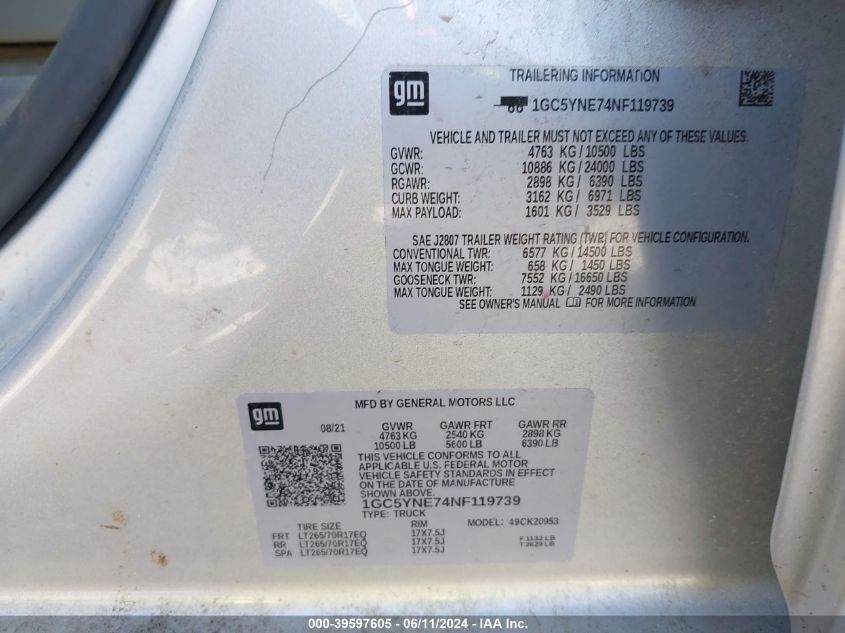 gm
TRAILERING INFORMATION
1GC5YNE74NF119739
VEHICLE AND TRAILER MUST NOT EXCEED ANY OF THESE VALUES.
GVWR: 4763 KG / 10500 LBS
GCWR: 10886 KG / 24000 LBS
RGAWR: 2898 KG / 6390 LBS
CURB WEIGHT: 3162 KG / 6971 LBS
MAX PAYLOAD: 1601 KG / 3529 LBS
SAE J2807 TRAILER WEIGHT RATING (TWR) FOR VEHICLE CONFIGURATION.
CONVENTIONAL TWR: 6577 KG / 14500 LBS
MAX TONGUE WEIGHT: 658 KG / 1450 LBS
GOOSENECK TWR: 7552 KG / 16650 LBS
MAX TONGUE WEIGHT: 1129 KG / 2490 LBS
SEE OWNER'S MANUAL FOR MORE INFORMATION
gm
MFD BY GENERAL MOTORS LLC
08/21 GVWR GAWR FRT GAWR RR
4763 KG 2540 KG 2898 KG
10500 LB 5600 LB 6390 LB
THIS VEHICLE CONFORMS TO ALL
APPLICABLE U.S. FEDERAL MOTOR
VEHICLE SAFETY STANDARDS IN EFFECT
ON THE DATE OF MANUFACTURE
SHOWN ABOVE.
1GC5YNE74NF119739
TYPE: TRUCK MODEL: 49CK20953
TIRE SIZE RIM
FRT LT265/70R17EQ 17X7.5J
RR LT265/70R17EQ 17X7.5J
SPA LT265/70R17EQ 17X7.5J
F 1132 LB
T 2629 LB
000-39597605 - 06/11/2024 - IAA Inc.